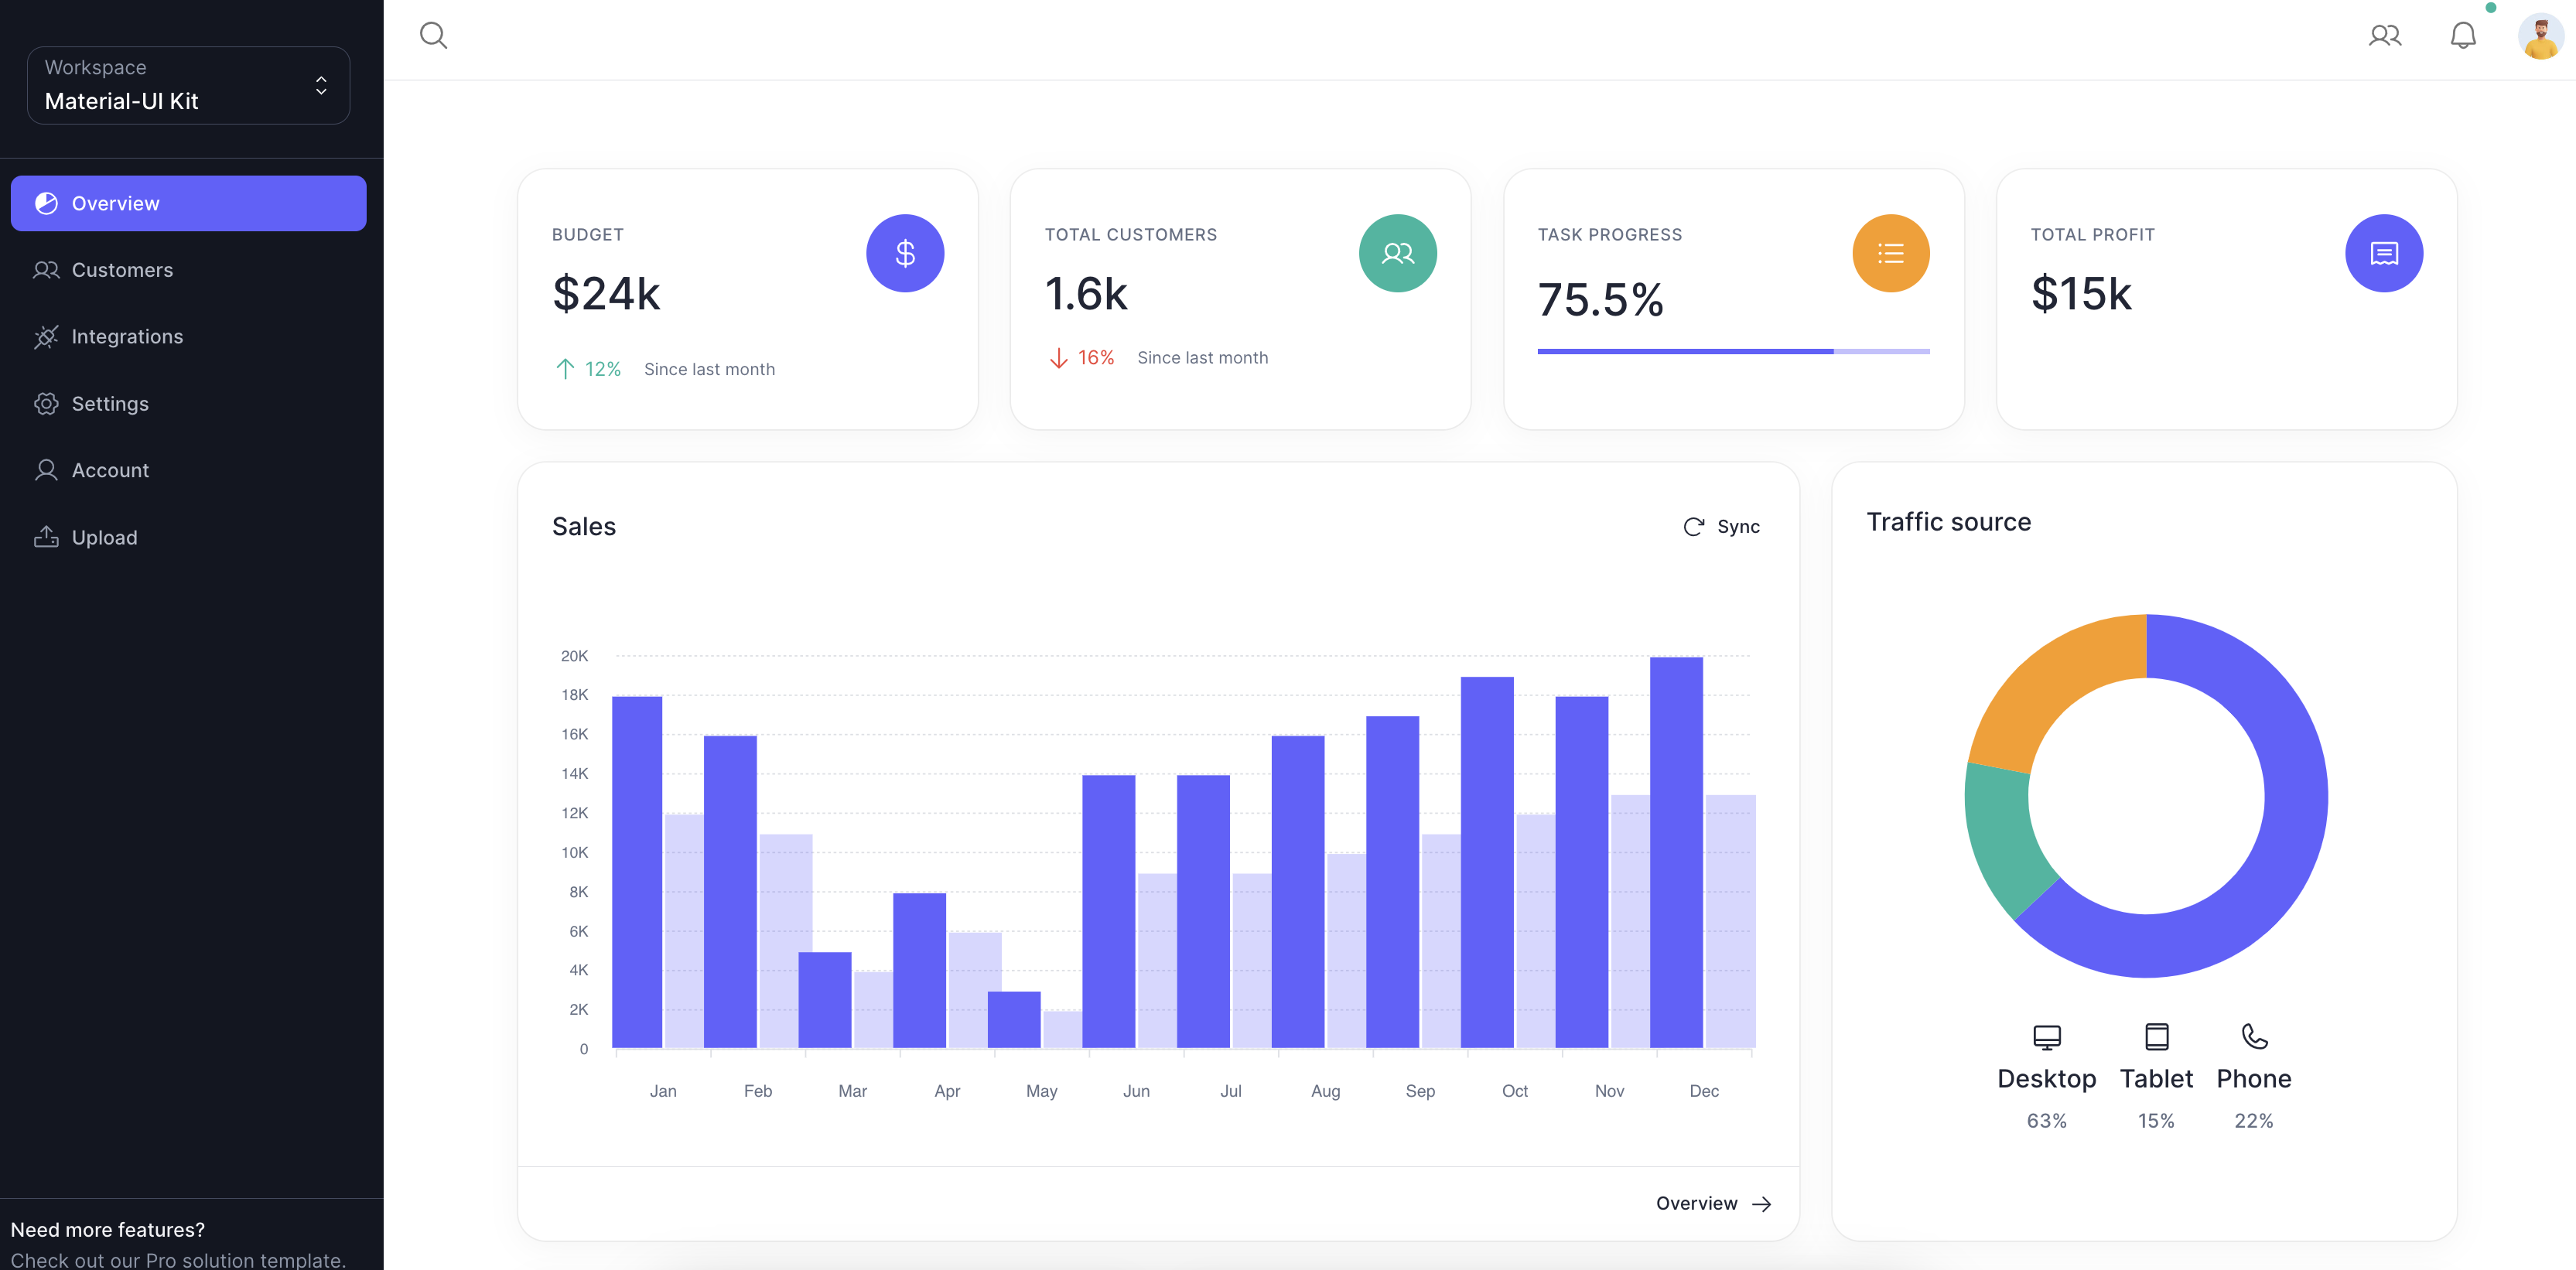 Workspace
Material-UI Kit
Overview
Customers
Integrations
Settings
Account
Upload
Need more features?
Check out our Pro solution template.
BUDGET
$24k
12% Since last month
TOTAL CUSTOMERS
1.6k
16% Since last month
TASK PROGRESS
75.5%
TOTAL PROFIT
$15k
Sales
Sync
20K
18K
16K
14K
12K
10K
8K
6K
4K
2K
0
Jan Feb Mar Apr May Jun Jul Aug Sep Oct Nov Dec
Overview
Traffic source
Desktop Tablet Phone
63% 15% 22%